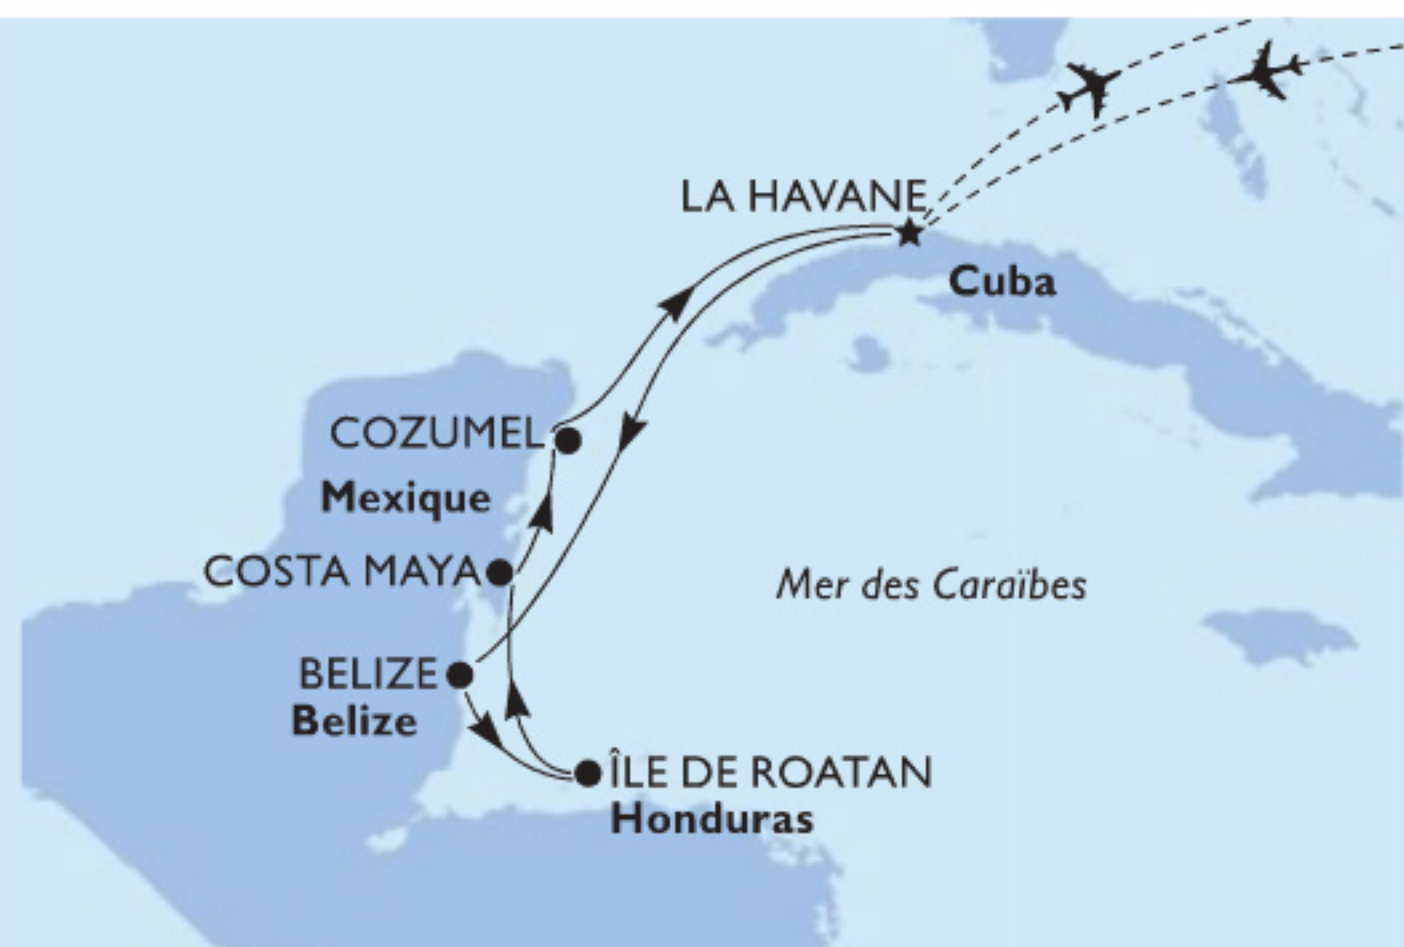 LA HAVANE
Cuba
COZUMEL
Mexique
COSTA MAYA
Mer des Caraïbes
BELIZE
Belize
ÎLE DE ROATAN
Honduras